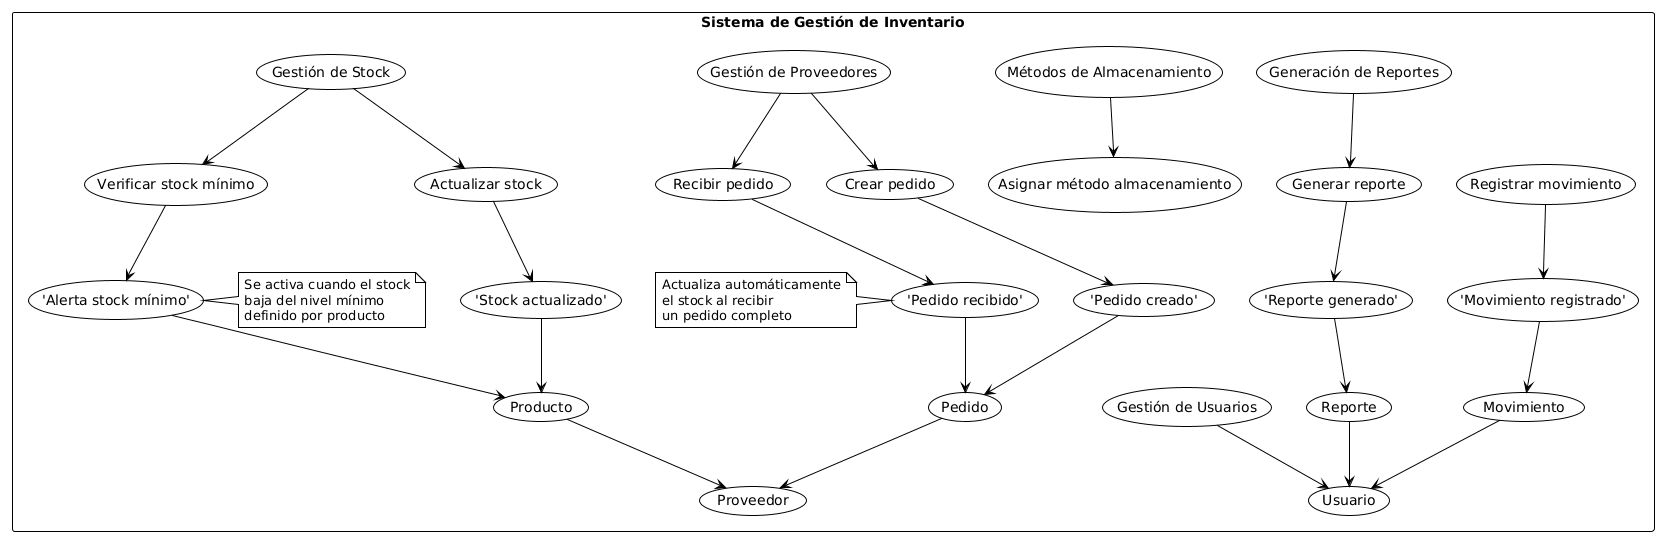 Sistema de Gestión de Inventario
Gestión de Stock
Gestión de Proveedores
Métodos de Almacenamiento
Generación de Reportes
Verificar stock mínimo
Actualizar stock
Recibir pedido
Crear pedido
Asignar método almacenamiento
Generar reporte
Registrar movimiento
'Alerta stock mínimo'
Se activa cuando el stock
baja del nivel mínimo
definido por producto
'Stock actualizado'
Actualiza automáticamente
el stock al recibir
un pedido completo
'Pedido recibido'
'Pedido creado'
'Reporte generado'
'Movimiento registrado'
Producto
Pedido
Gestión de Usuarios
Reporte
Movimiento
Proveedor
Usuario